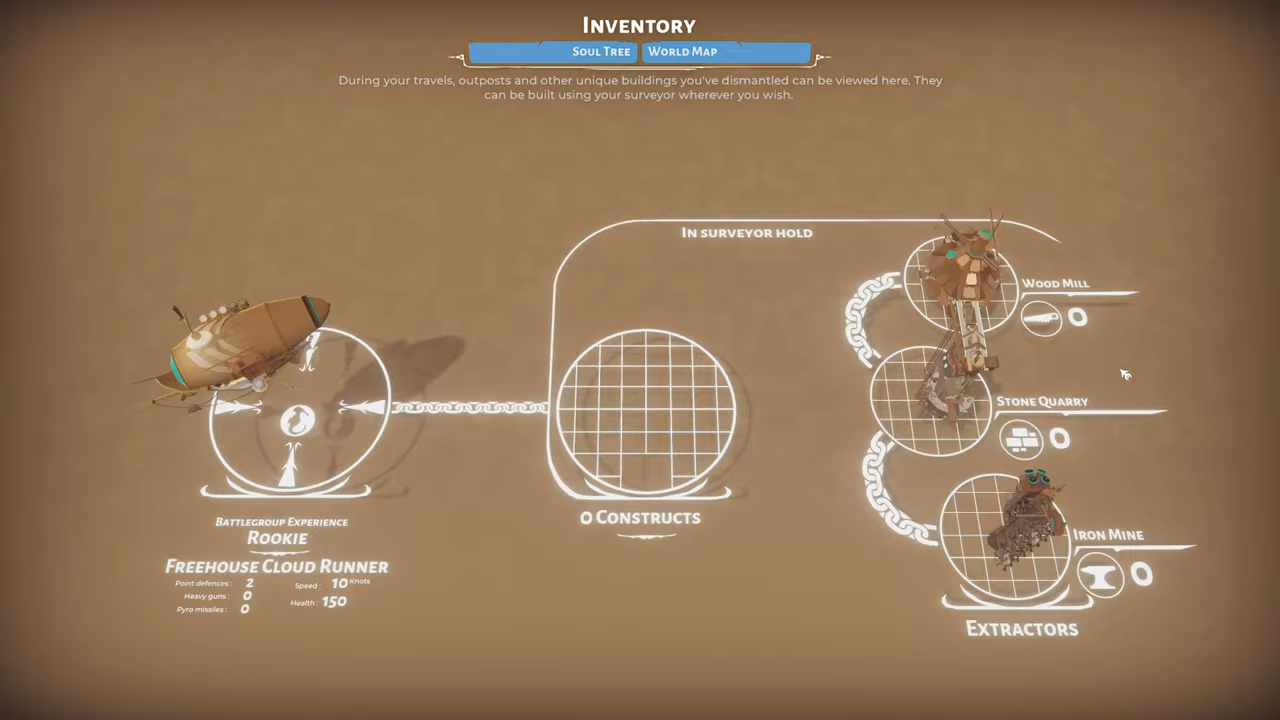 Inventory
Soul Tree World Map
During your travels, outposts and other unique buildings you've dismantled can be viewed here. They
can be built using your surveyor wherever you wish.
In surveyor hold
Wood Mill
0
Stone Quarry
0
Iron Mine
0
Extractors
0 Constructs
Battlegroup Experience
Rookie
Freehouse Cloud Runner
Point defences : 2 Speed : 10 Knots
Heavy guns : 0 Health : 150
Pyro missiles : 0